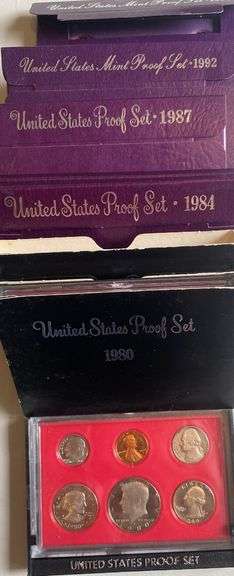 United States Mint Proof Set • 1992
United States Proof Set • 1987
United States Proof Set • 1984
United States Proof Set
1980
UNITED STATES PROOF SET